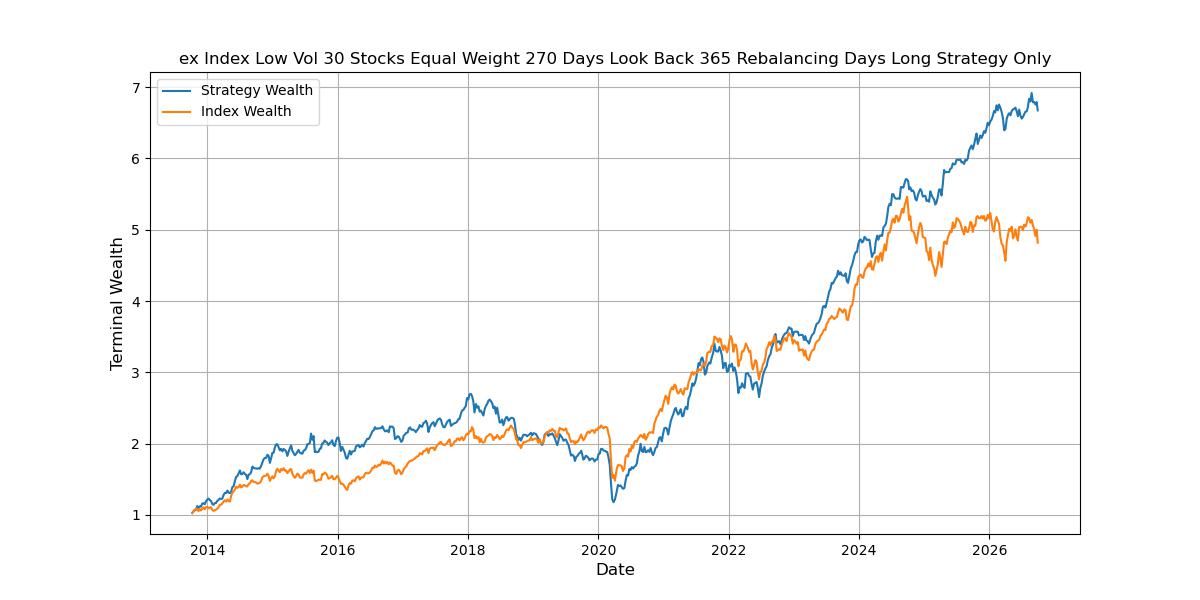 ex Index Low Vol 30 Stocks Equal Weight 270 Days Look Back 365 Rebalancing Days Long Strategy Only
Strategy Wealth
Index Wealth
Terminal Wealth
7
6
5
4
3
2
1
2014 2016 2018 2020 2022 2024 2026
Date